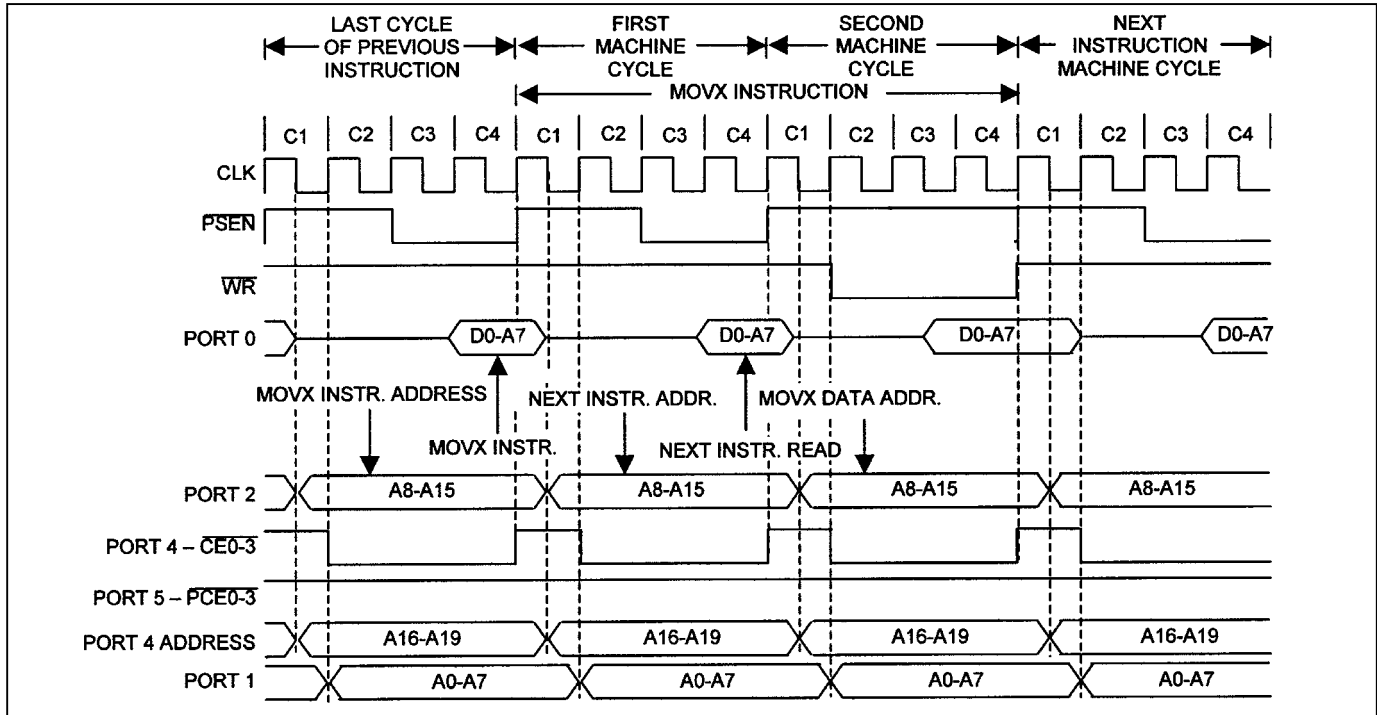 LAST CYCLE
OF PREVIOUS
INSTRUCTION
FIRST
MACHINE
CYCLE
SECOND
MACHINE
CYCLE
NEXT
INSTRUCTION
MACHINE CYCLE
MOVX INSTRUCTION
C1 C2 C3 C4 C1 C2 C3 C4 C1 C2 C3 C4 C1 C2 C3 C4
CLK
PSEN
WR
PORT 0 D0-A7 D0-A7 D0-A7 D0-A7
MOVX INSTR. ADDRESS NEXT INSTR. ADDR. MOVX DATA ADDR.
MOVX INSTR. NEXT INSTR. READ
PORT 2 A8-A15 A8-A15 A8-A15 A8-A15
PORT 4 – CE0-3
PORT 5 – PCE0-3
PORT 4 ADDRESS A16-A19 A16-A19 A16-A19 A16-A19
PORT 1 A0-A7 A0-A7 A0-A7 A0-A7